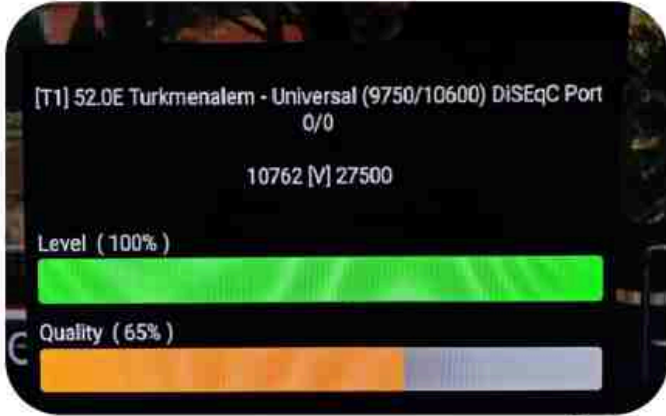 [T1] 52.0E Turkmenalem - Universal (9750/10600) DiSEqC Port
0/0
10762 [V] 27500
Level ( 100% )
Quality ( 65% )